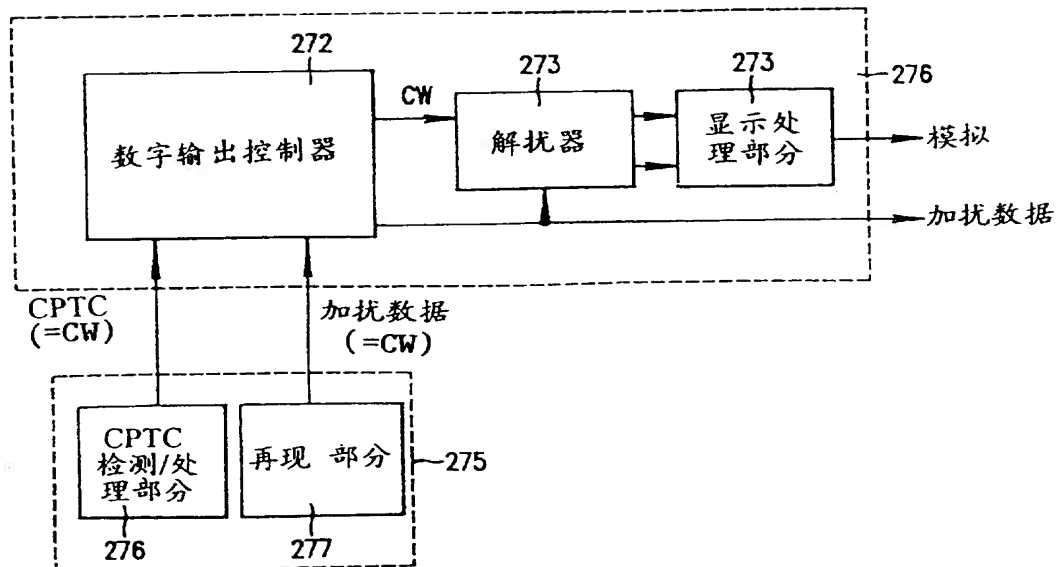 272
273
273
276
CW
数字输出控制器
解扰器
显示处
理部分
模拟
加扰数据
CPTC
(=CW)
加扰数据
(=CW)
CPTC
检测/处
理部分
再现 部分
275
276
277